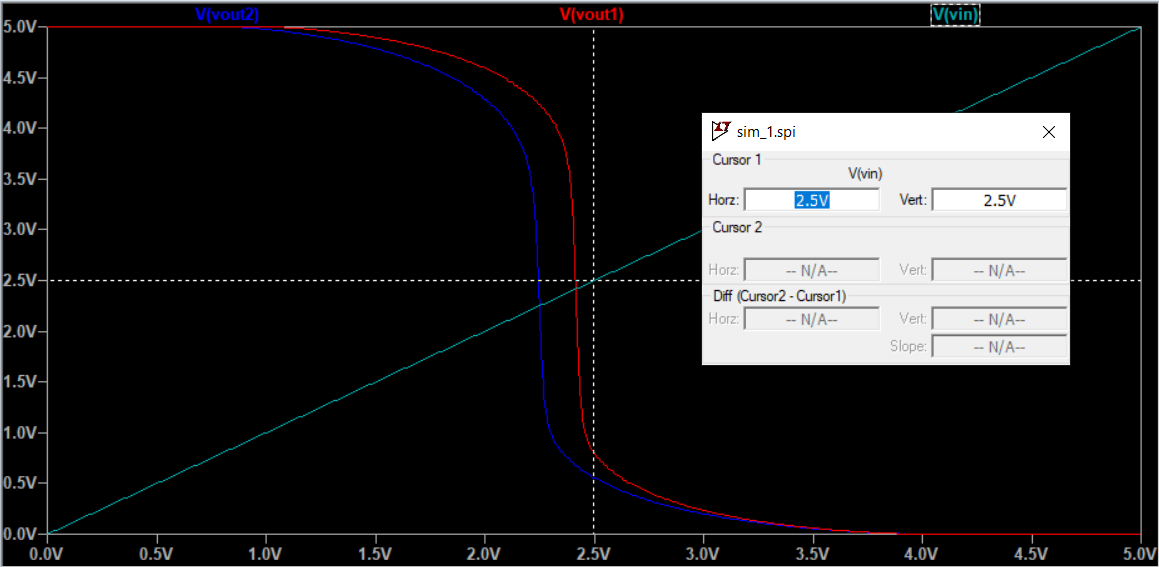 V(vout2) V(vout1) V(vin)
5.0V
4.5V
4.0V
3.5V
3.0V
2.5V
2.0V
1.5V
1.0V
0.5V
0.0V
0.0V 0.5V 1.0V 1.5V 2.0V 2.5V 3.0V 3.5V 4.0V 4.5V 5.0V
sim_1.spi
Cursor 1
V(vin)
Horz: 2.5V Vert: 2.5V
Cursor 2
Horz: -- N/A-- Vert: -- N/A--
Diff (Cursor2 - Cursor1)
Horz: -- N/A-- Vert: -- N/A--
Slope: -- N/A--